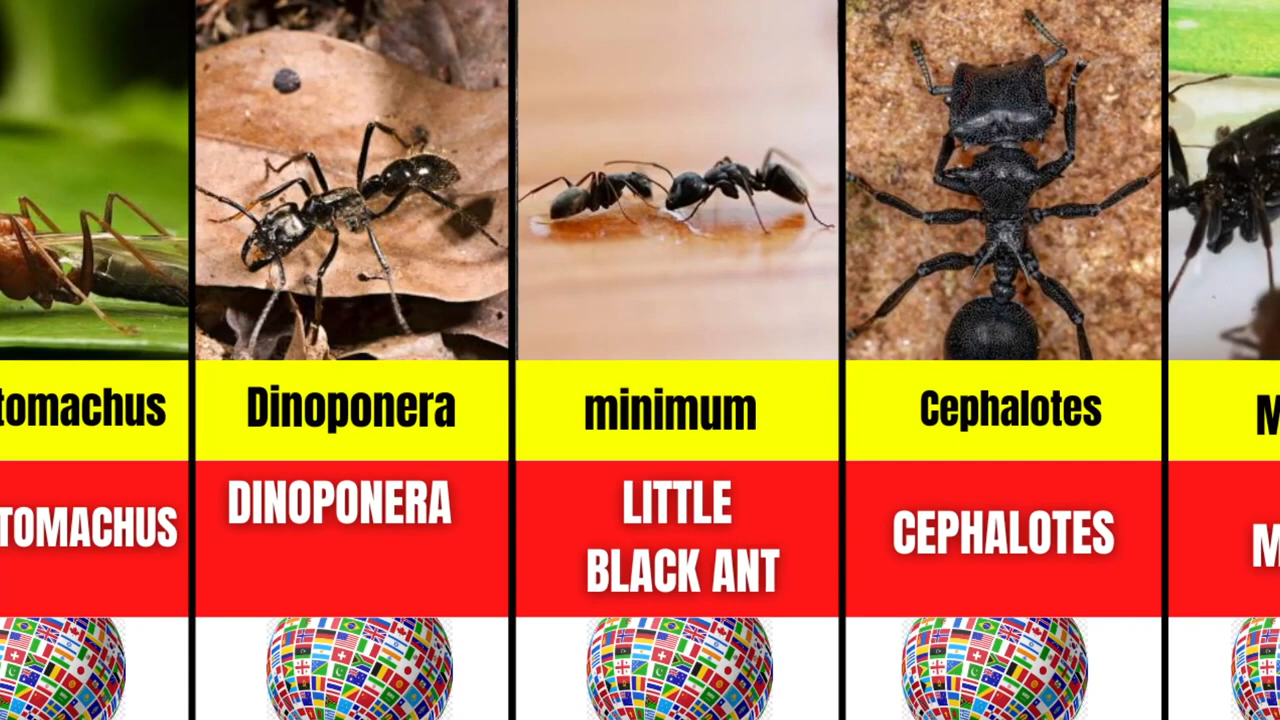 tomachus
Dinoponera
minimum
Cephalotes
M
TOMACHUS
DINOPONERA
LITTLE
BLACK ANT
CEPHALOTES
M